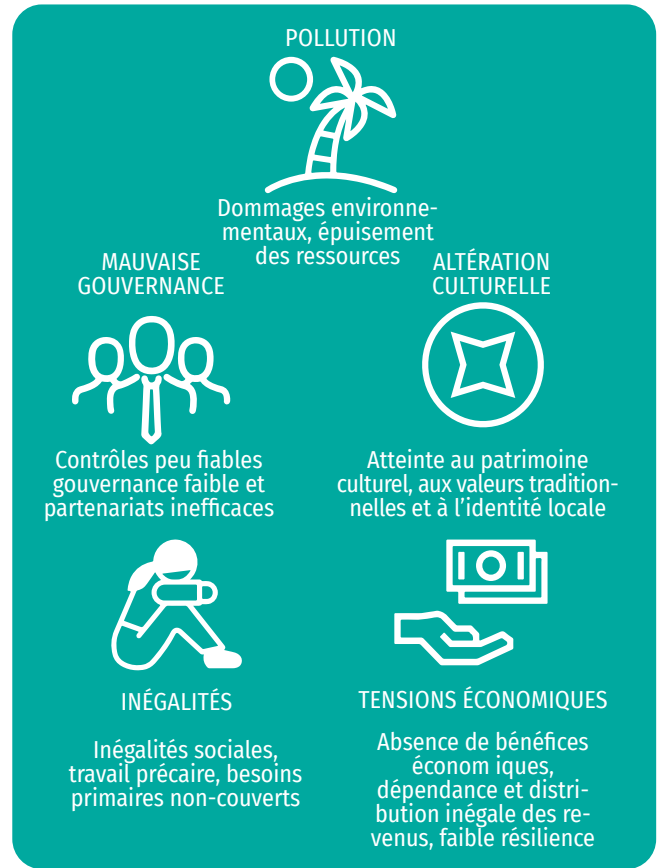 POLLUTION
Dommages environne-
mentaux, épuisement
des ressources
MAUVAISE
GOUVERNANCE
Contrôles peu fiables
gouvernance faible et
partenariats inefficaces
ALTÉRATION
CULTURELLE
Atteinte au patrimoine
culturel, aux valeurs tradition-
nelles et à l’identité locale
INÉGALITÉS
Inégalités sociales,
travail précaire, besoins
primaires non-couverts
TENSIONS ÉCONOMIQUES
Absence de bénéfices
économ iques,
dépendance et distri-
bution inégale des re-
venus, faible résilience